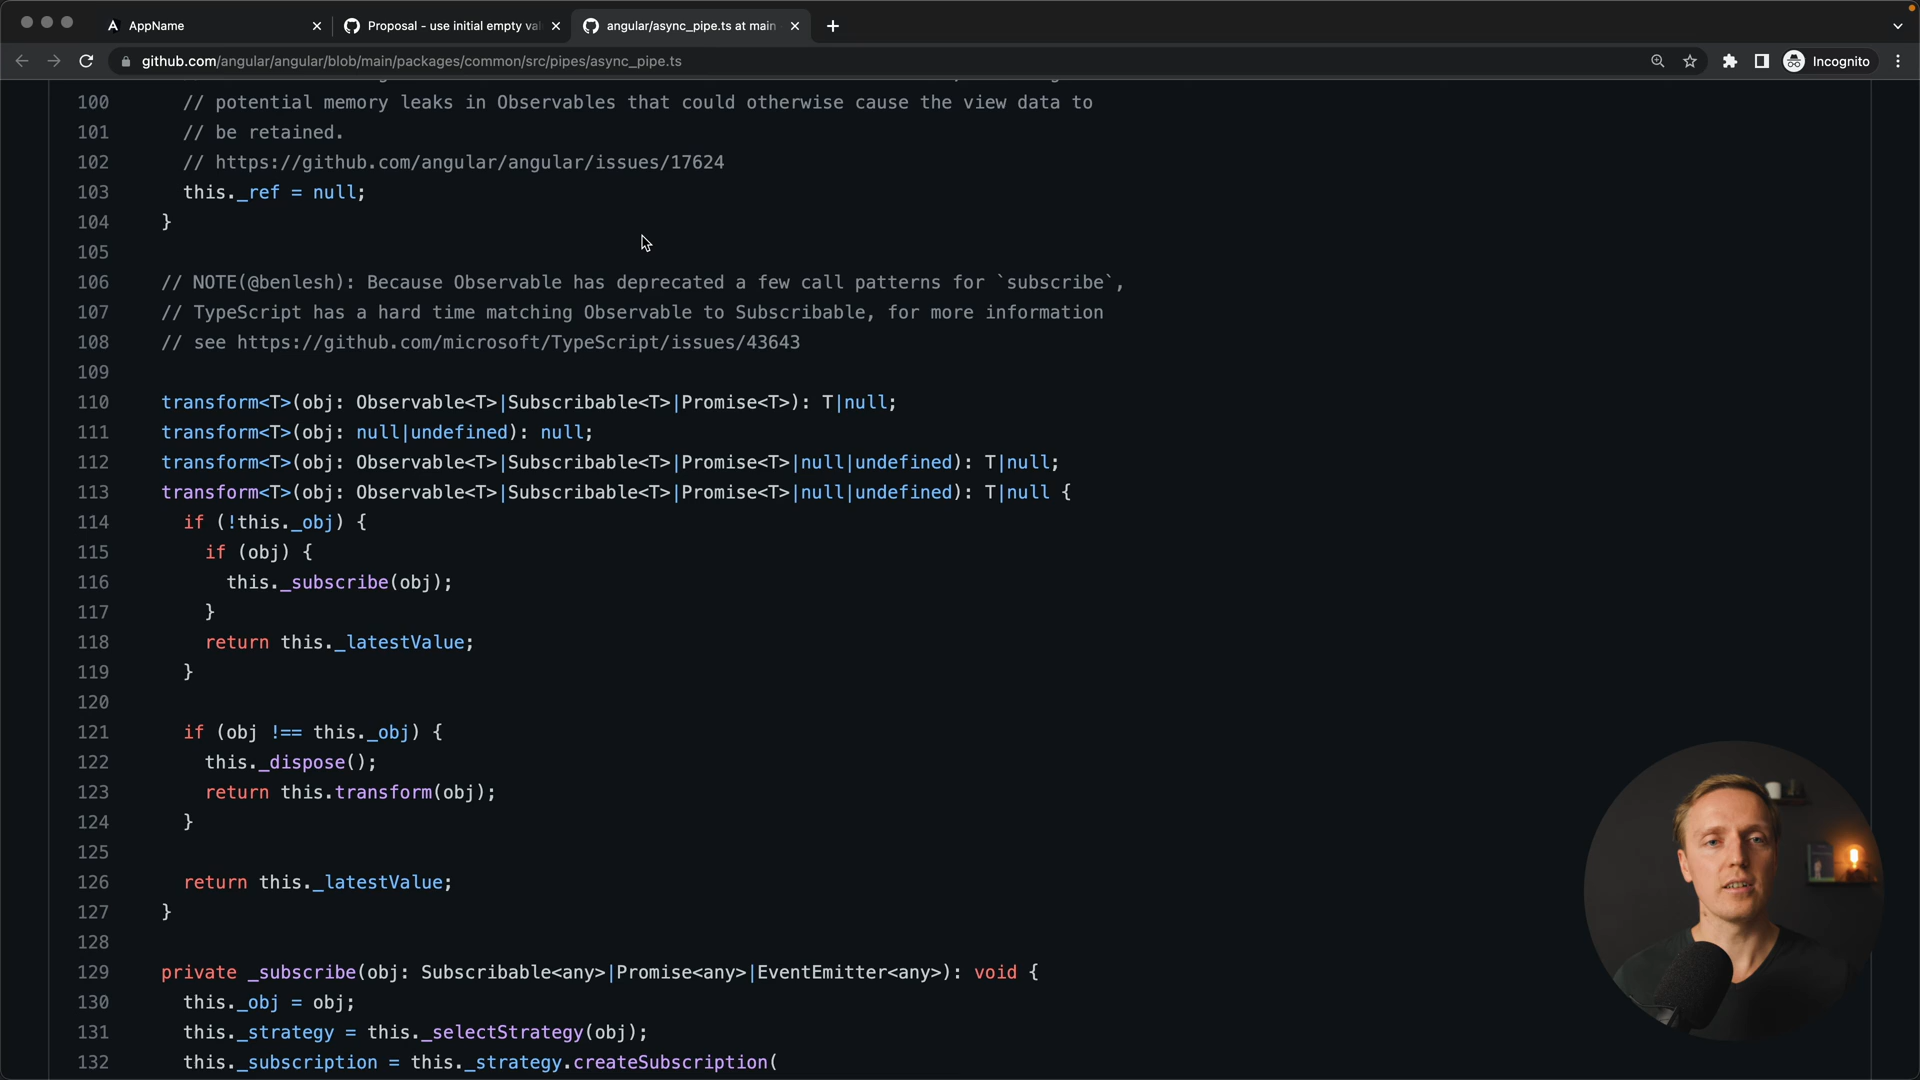 AppName
Proposal - use initial empty val
angular/async_pipe.ts at main
github.com/angular/angular/blob/main/packages/common/src/pipes/async_pipe.ts
Incognito
100 // potential memory leaks in Observables that could otherwise cause the view data to
101 // be retained.
102 // https://github.com/angular/angular/issues/17624
103 this._ref = null;
104 }
105
106 // NOTE(@benlesh): Because Observable has deprecated a few call patterns for `subscribe`,
107 // TypeScript has a hard time matching Observable to Subscribable, for more information
108 // see https://github.com/microsoft/TypeScript/issues/43643
109
110 transform<T>(obj: Observable<T>|Subscribable<T>|Promise<T>): T|null;
111 transform<T>(obj: null|undefined): null;
112 transform<T>(obj: Observable<T>|Subscribable<T>|Promise<T>|null|undefined): T|null;
113 transform<T>(obj: Observable<T>|Subscribable<T>|Promise<T>|null|undefined): T|null {
114 if (!this._obj) {
115 if (obj) {
116 this._subscribe(obj);
117 }
118 return this._latestValue;
119 }
120
121 if (obj !== this._obj) {
122 this._dispose();
123 return this.transform(obj);
124 }
125
126 return this._latestValue;
127 }
128
129 private _subscribe(obj: Subscribable<any>|Promise<any>|EventEmitter<any>): void {
130 this._obj = obj;
131 this._strategy = this._selectStrategy(obj);
132 this._subscription = this._strategy.createSubscription(